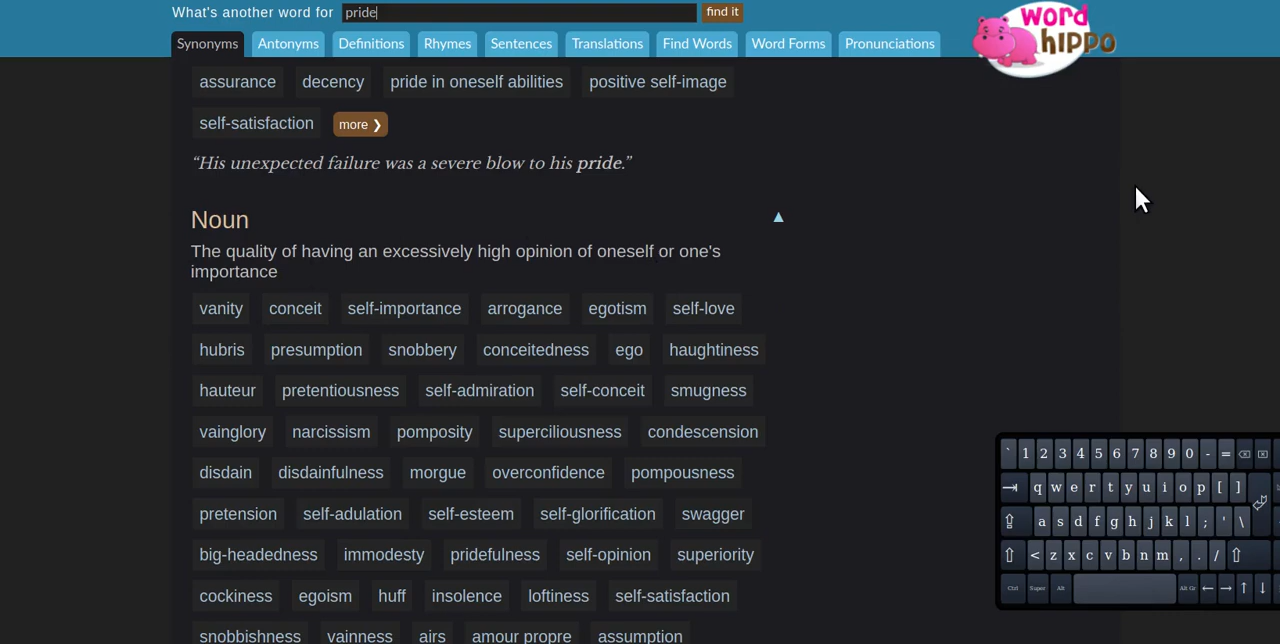 What's another word for pride find it
word hippo
Synonyms Antonyms Definitions Rhymes Sentences Translations Find Words Word Forms Pronunciations
assurance decency pride in oneself abilities positive self-image
self-satisfaction more ❯
“His unexpected failure was a severe blow to his pride.”
Noun ▲
The quality of having an excessively high opinion of oneself or one's
importance
vanity conceit self-importance arrogance egotism self-love
hubris presumption snobbery conceitedness ego haughtiness
hauteur pretentiousness self-admiration self-conceit smugness
vainglory narcissism pomposity superciliousness condescension
disdain disdainfulness morgue overconfidence pompousness
pretension self-adulation self-esteem self-glorification swagger
big-headedness immodesty pridefulness self-opinion superiority
cockiness egoism huff insolence loftiness self-satisfaction
snobbishness vainness airs amour propre assumption
` 1 2 3 4 5 6 7 8 9 0 - =
q w e r t y u i o p [ ]
a s d f g h j k l ; ' \
< z x c v b n m , . /
Ctrl Super Alt Alt Gr ← → ↑ ↓